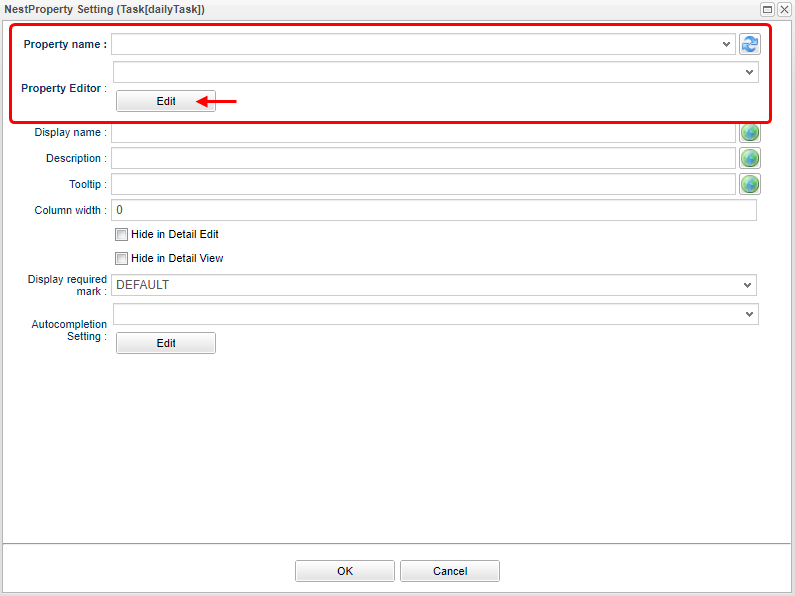 NestProperty Setting (Task[dailyTask])
Property name :
Property Editor :
Edit
Display name :
Description :
Tooltip :
Column width : 0
Hide in Detail Edit
Hide in Detail View
Display required
mark : DEFAULT
Autocompletion
Setting :
Edit
OK Cancel